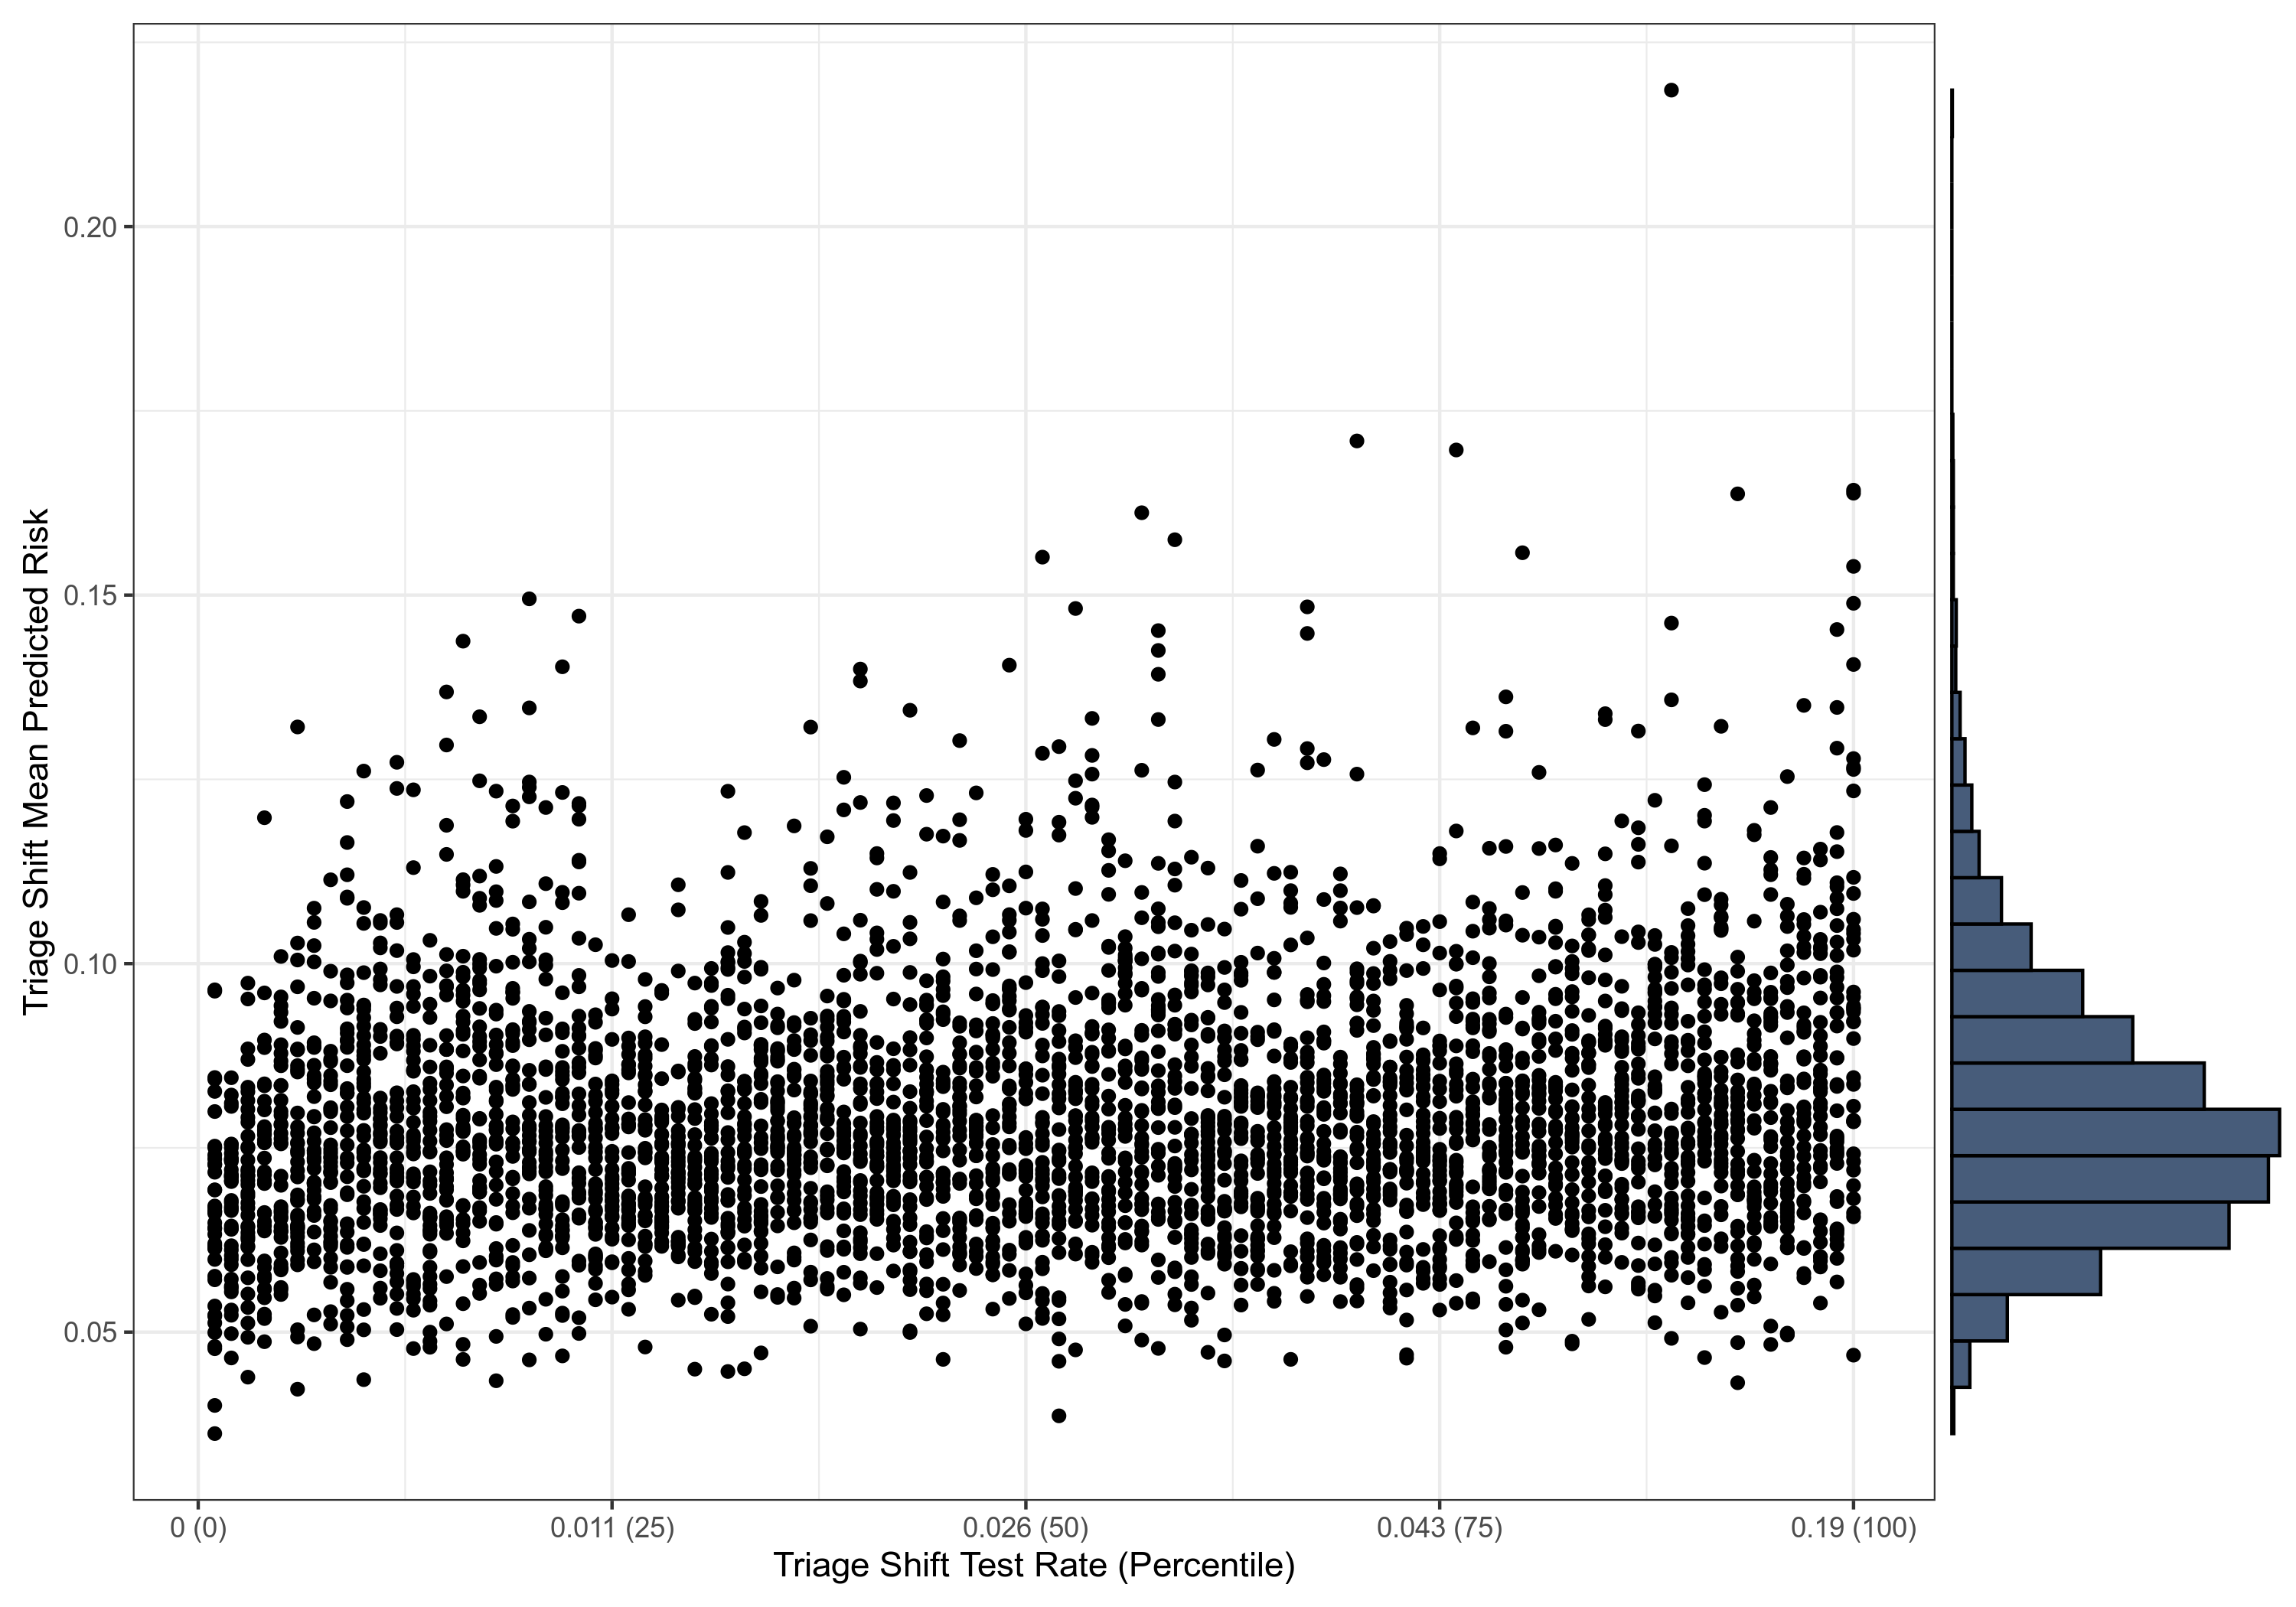 Triage Shift Mean Predicted Risk
0.20
0.15
0.10
0.05
0 (0) 0.011 (25) 0.026 (50) 0.043 (75) 0.19 (100)
Triage Shift Test Rate (Percentile)